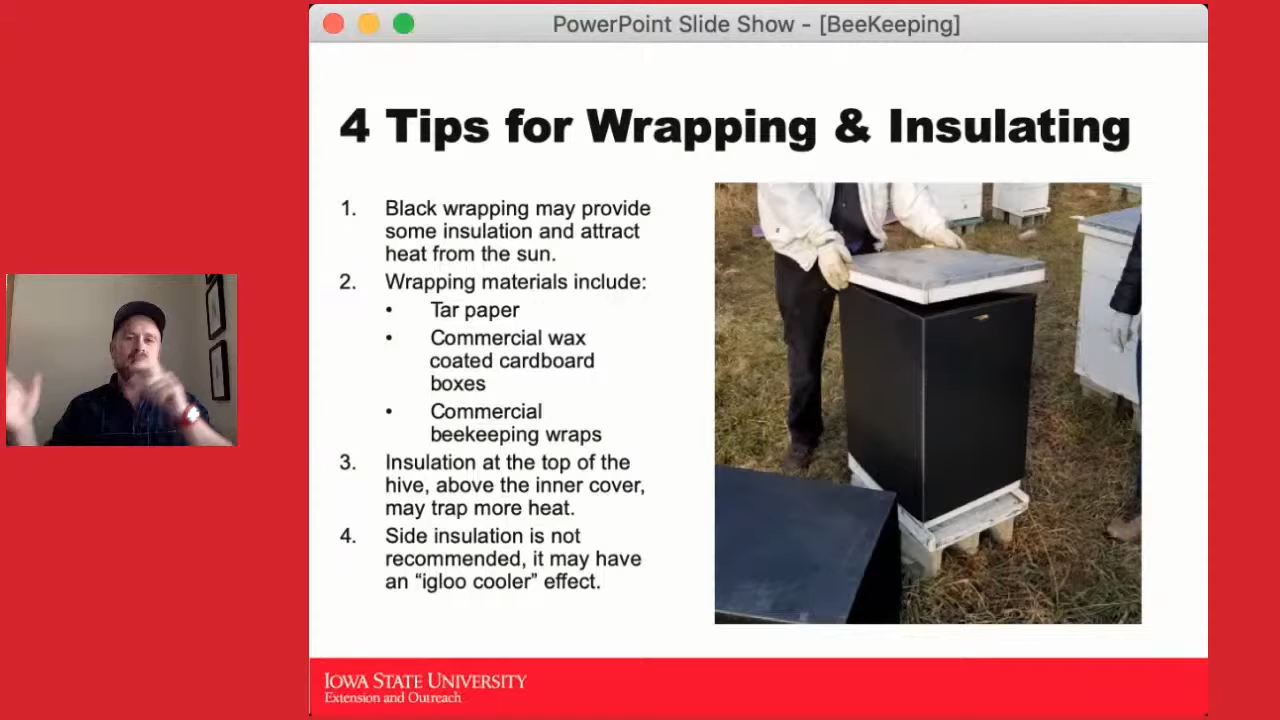 PowerPoint Slide Show - [BeeKeeping]
4 Tips for Wrapping & Insulating
1. Black wrapping may provide
some insulation and attract
heat from the sun.
2. Wrapping materials include:
• Tar paper
• Commercial wax
coated cardboard
boxes
• Commercial
beekeeping wraps
3. Insulation at the top of the
hive, above the inner cover,
may trap more heat.
4. Side insulation is not
recommended, it may have
an “igloo cooler” effect.
IOWA STATE UNIVERSITY
Extension and Outreach